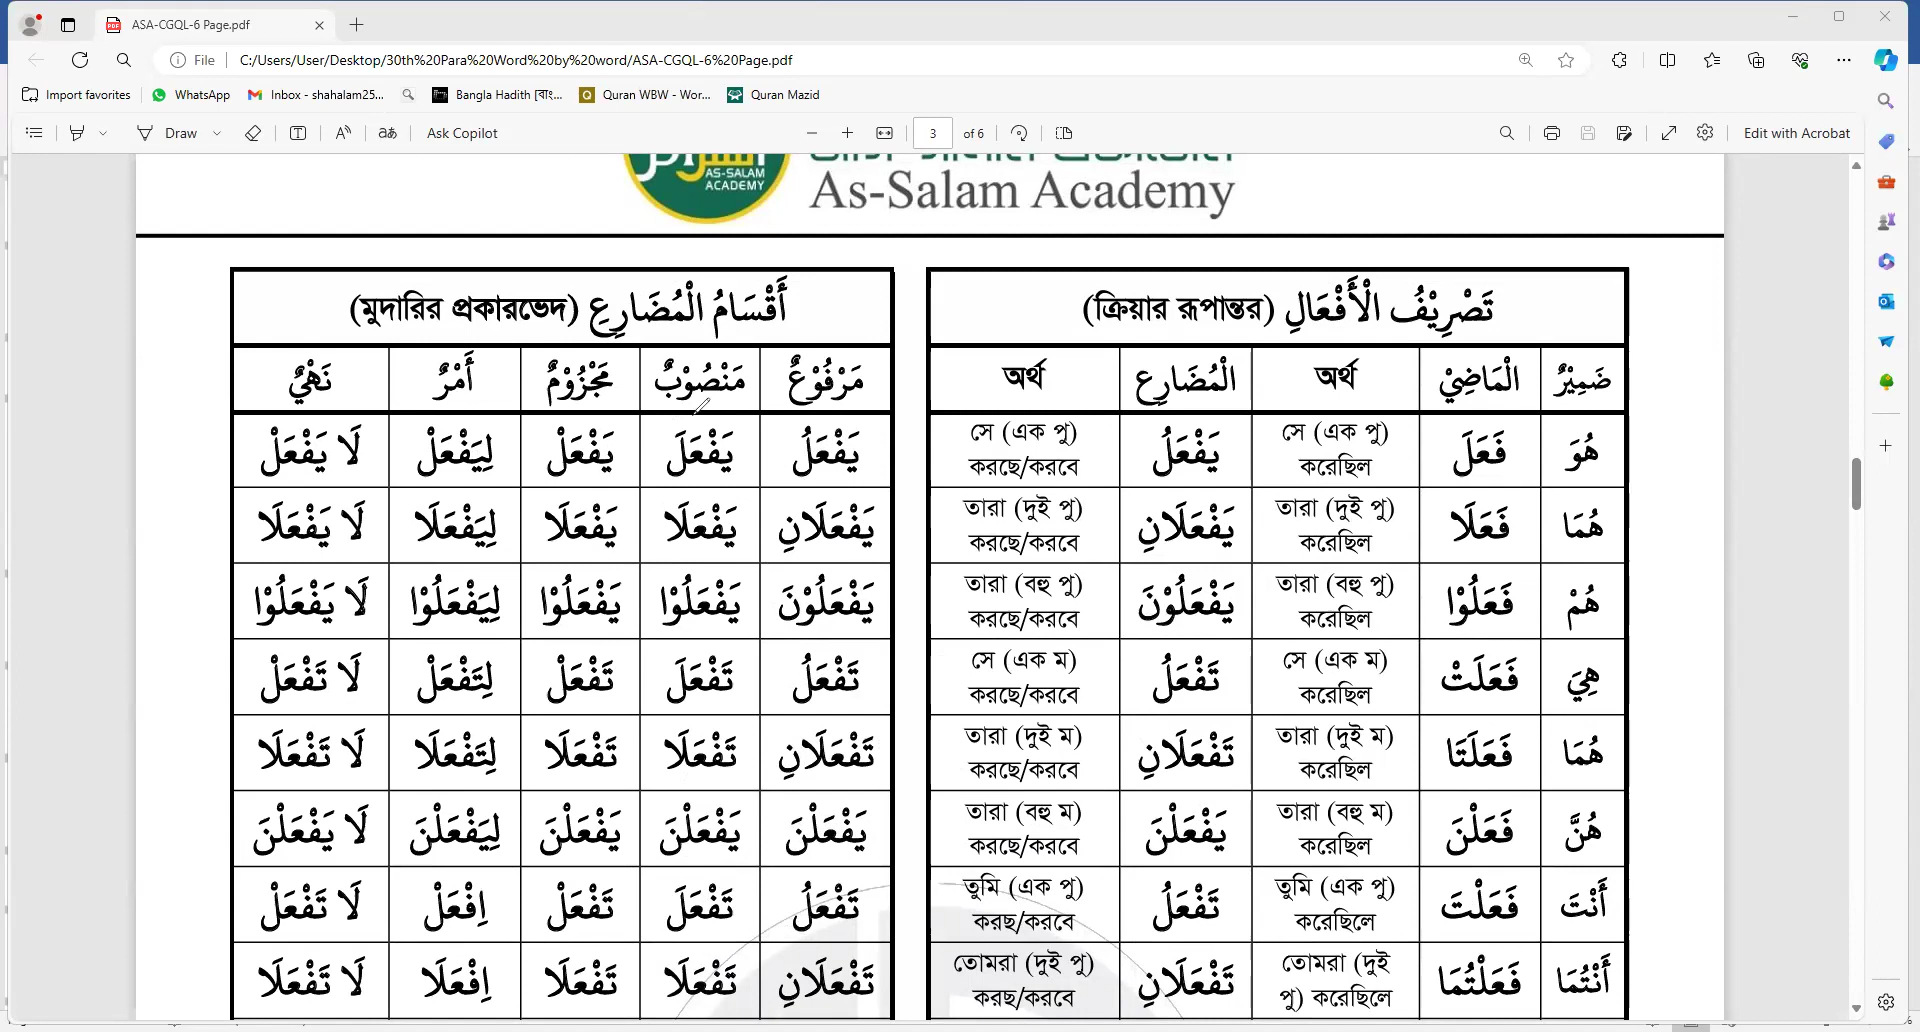 ASA-CGQL-6 Page.pdf
File
C:/Users/User/Desktop/30th%20Para%20Word%20by%20word/ASA-CGQL-6%20Page.pdf
Import favorites
WhatsApp
Inbox - shahalam25...
Bangla Hadith [বাং...
Quran WBW - Wor...
Quran Mazid
Draw
Ask Copilot
3 of 6
Edit with Acrobat
AS-SALAM
ACADEMY
As-Salam Academy
تَصْرِيْفُ الْأَفْعَالِ (ক্রিয়ার রূপান্তর)
ضَمِيْرٌ الْمَاضِيْ অর্থ الْمُضَارِع অর্থ
هُوَ فَعَلَ সে (এক পু) করেছিল يَفْعَلُ সে (এক পু) করছে/করবে
هُمَا فَعَلَا তারা (দুই পু) করেছিল يَفْعَلَانِ তারা (দুই পু) করছে/করবে
هُمْ فَعَلُوْا তারা (বহু পু) করেছিল يَفْعَلُوْنَ তারা (বহু পু) করছে/করবে
هِيَ فَعَلَتْ সে (এক ম) করেছিল تَفْعَلُ সে (এক ম) করছে/করবে
هُمَا فَعَلَتَا তারা (দুই ম) করেছিল تَفْعَلَانِ তারা (দুই ম) করছে/করবে
هُنَّ فَعَلْنَ তারা (বহু ম) করেছিল يَفْعَلْنَ তারা (বহু ম) করছে/করবে
أَنْتَ فَعَلْتَ তুমি (এক পু) করেছিলে تَفْعَلُ তুমি (এক পু) করছ/করবে
أَنْتُمَا فَعَلْتُمَا তোমরা (দুই পু) করেছিলে تَفْعَلَانِ তোমরা (দুই পু) করছ/করবে
أَقْسَامُ الْمُضَارِعِ (মুদারির প্রকারভেদ)
مَرْفُوْعٌ مَنْصُوْبٌ مَجْزُوْمٌ أَمْرٌ نَهْيٌ
يَفْعَلُ يَفْعَلَ يَفْعَلْ لِيَفْعَلْ لَا يَفْعَلْ
يَفْعَلَانِ يَفْعَلَا يَفْعَلَا لِيَفْعَلَا لَا يَفْعَلَا
يَفْعَلُوْنَ يَفْعَلُوْا يَفْعَلُوْا لِيَفْعَلُوْا لَا يَفْعَلُوْا
تَفْعَلُ تَفْعَلَ تَفْعَلْ لِتَفْعَلْ لَا تَفْعَلْ
تَفْعَلَانِ تَفْعَلَا تَفْعَلَا لِتَفْعَلَا لَا تَفْعَلَا
يَفْعَلْنَ يَفْعَلْنَ يَفْعَلْنَ لِيَفْعَلْنَ لَا يَفْعَلْنَ
تَفْعَلُ تَفْعَلَ تَفْعَلْ اِفْعَلْ لَا تَفْعَلْ
تَفْعَلَانِ تَفْعَلَا تَفْعَلَا اِفْعَلَا لَا تَفْعَلَا